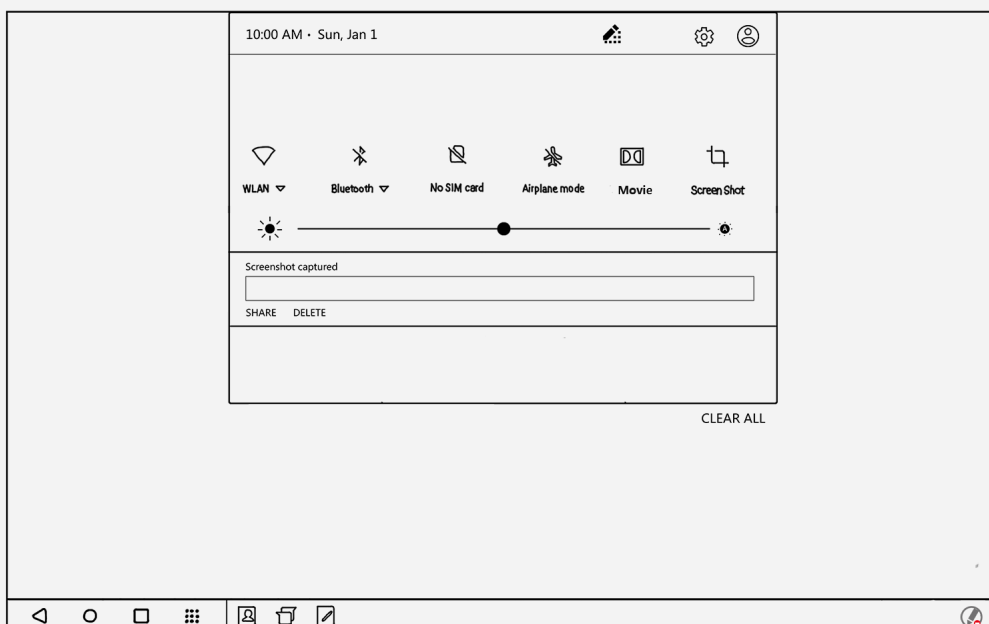 10:00 AM • Sun, Jan 1
WLAN Bluetooth No SIM card Airplane mode Movie Screen Shot
A
Screenshot captured
SHARE DELETE
CLEAR ALL